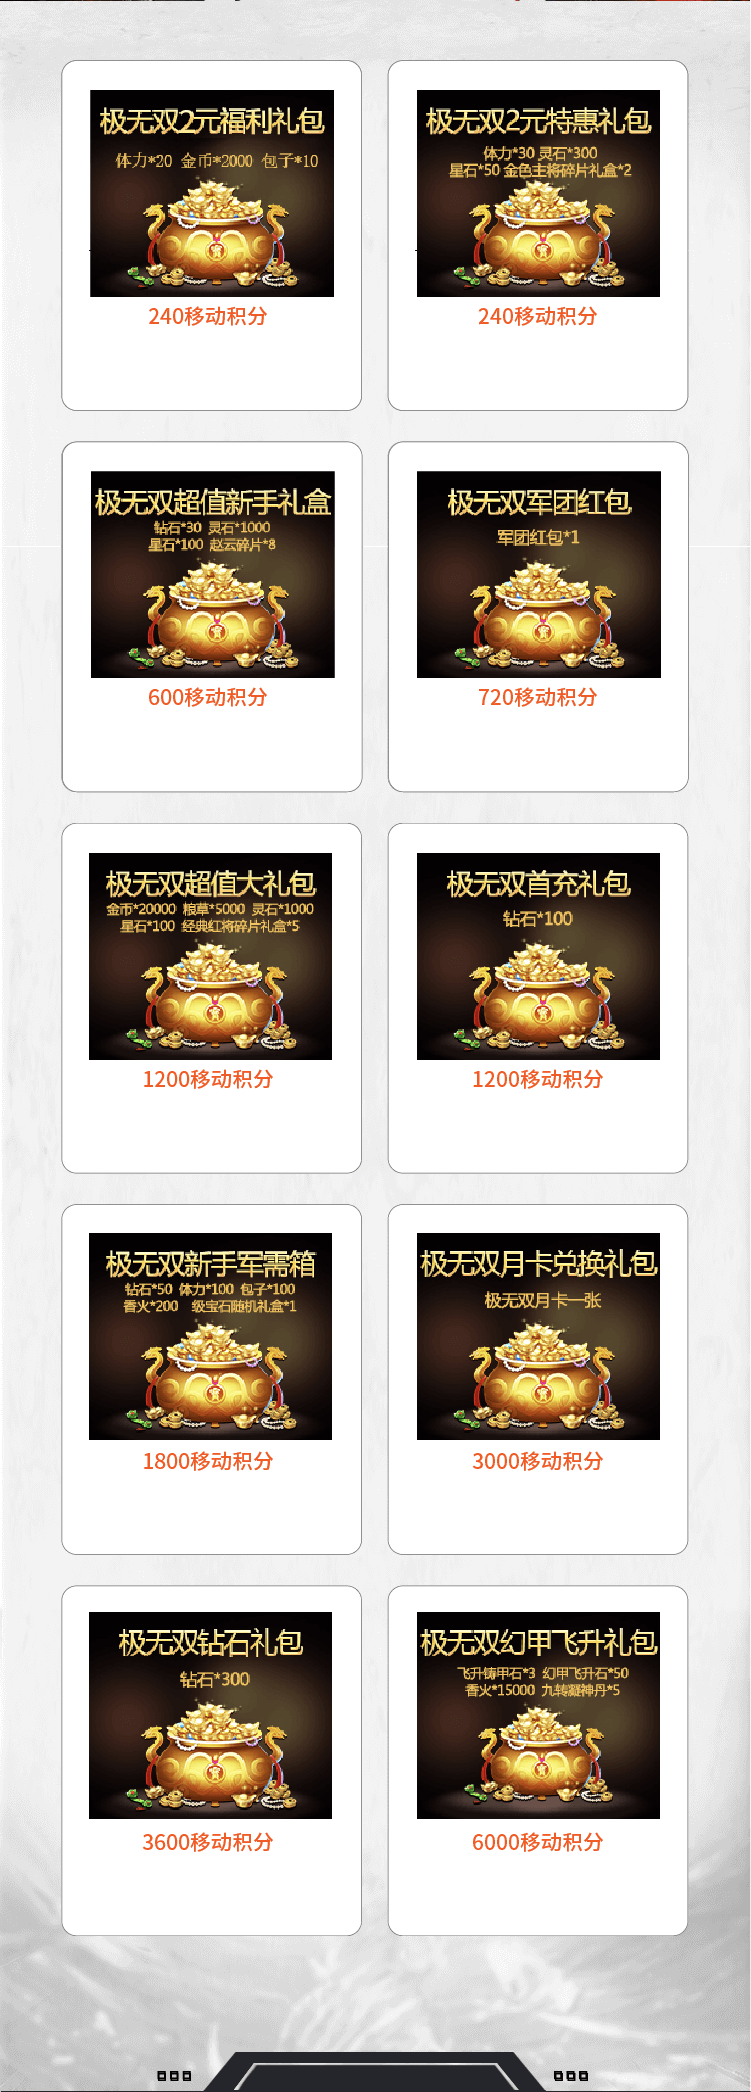 极无双2元福利礼包
体力*20 金币*2000 包子*10
240移动积分
极无双2元特惠礼包
体力*30 灵石*300
星石*50 金色主将碎片礼盒*2
240移动积分
极无双超值新手礼盒
钻石*30 灵石*1000
星石*100 赵云碎片*8
600移动积分
极无双军团红包
军团红包*1
720移动积分
极无双超值大礼包
金币*20000 粮草*5000 灵石*1000
星石*100 经典红将碎片礼盒*5
1200移动积分
极无双首充礼包
钻石*100
1200移动积分
极无双新手军需箱
钻石*50 体力*100 包子*100
香火*200 级宝石随机礼盒*1
1800移动积分
极无双月卡兑换礼包
极无双月卡一张
3000移动积分
极无双钻石礼包
钻石*300
3600移动积分
极无双幻甲飞升礼包
飞升铸甲石*3 幻甲飞升石*50
香火*15000 九转凝神丹*5
6000移动积分